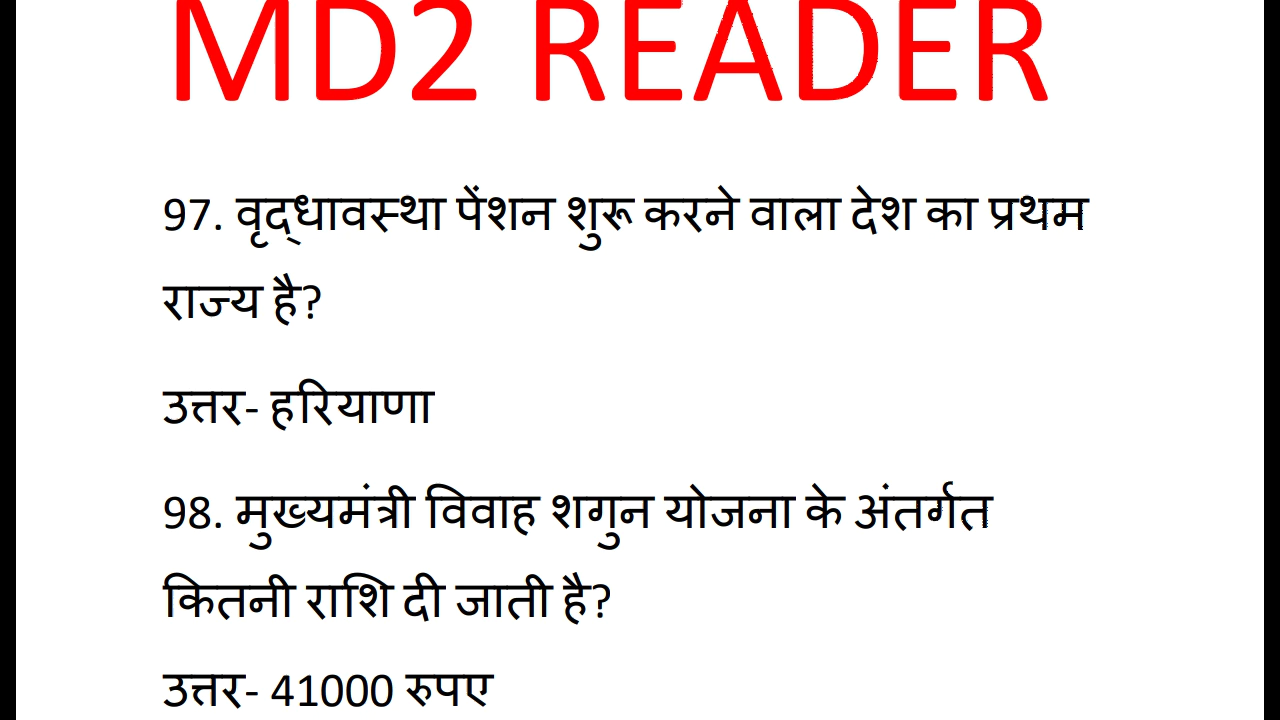 MD2 READER
97. वृद्धावस्था पेंशन शुरू करने वाला देश का प्रथम
राज्य है?
उत्तर- हरियाणा
98. मुख्यमंत्री विवाह शगुन योजना के अंतर्गत
कितनी राशि दी जाती है?
उत्तर- 41000 रुपए